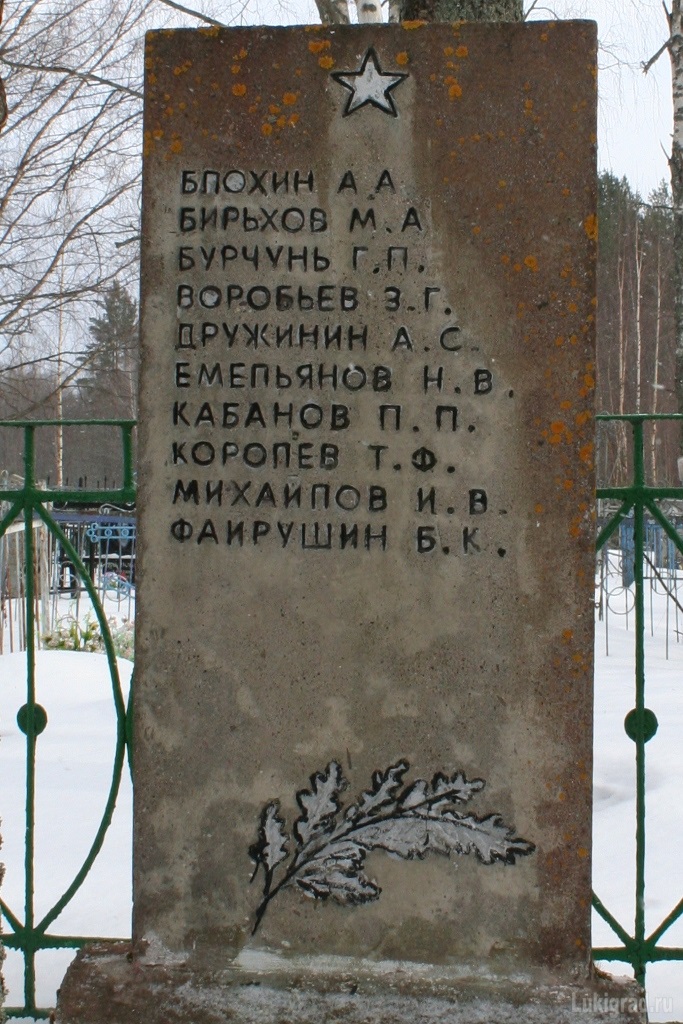 БЛОХИН А А
БИРЬХОВ М.А
БУРЧУНЬ Г.П.
ВОРОБЬЕВ З.Г.
ДРУЖИНИН А.С.
ЕМЕЛЬЯНОВ Н.В.
КАБАНОВ П.П.
КОРОЛЕВ Т.Ф.
МИХАЙЛОВ И.В.
ФАИРУШИН Б.К.
Lukigrad.ru